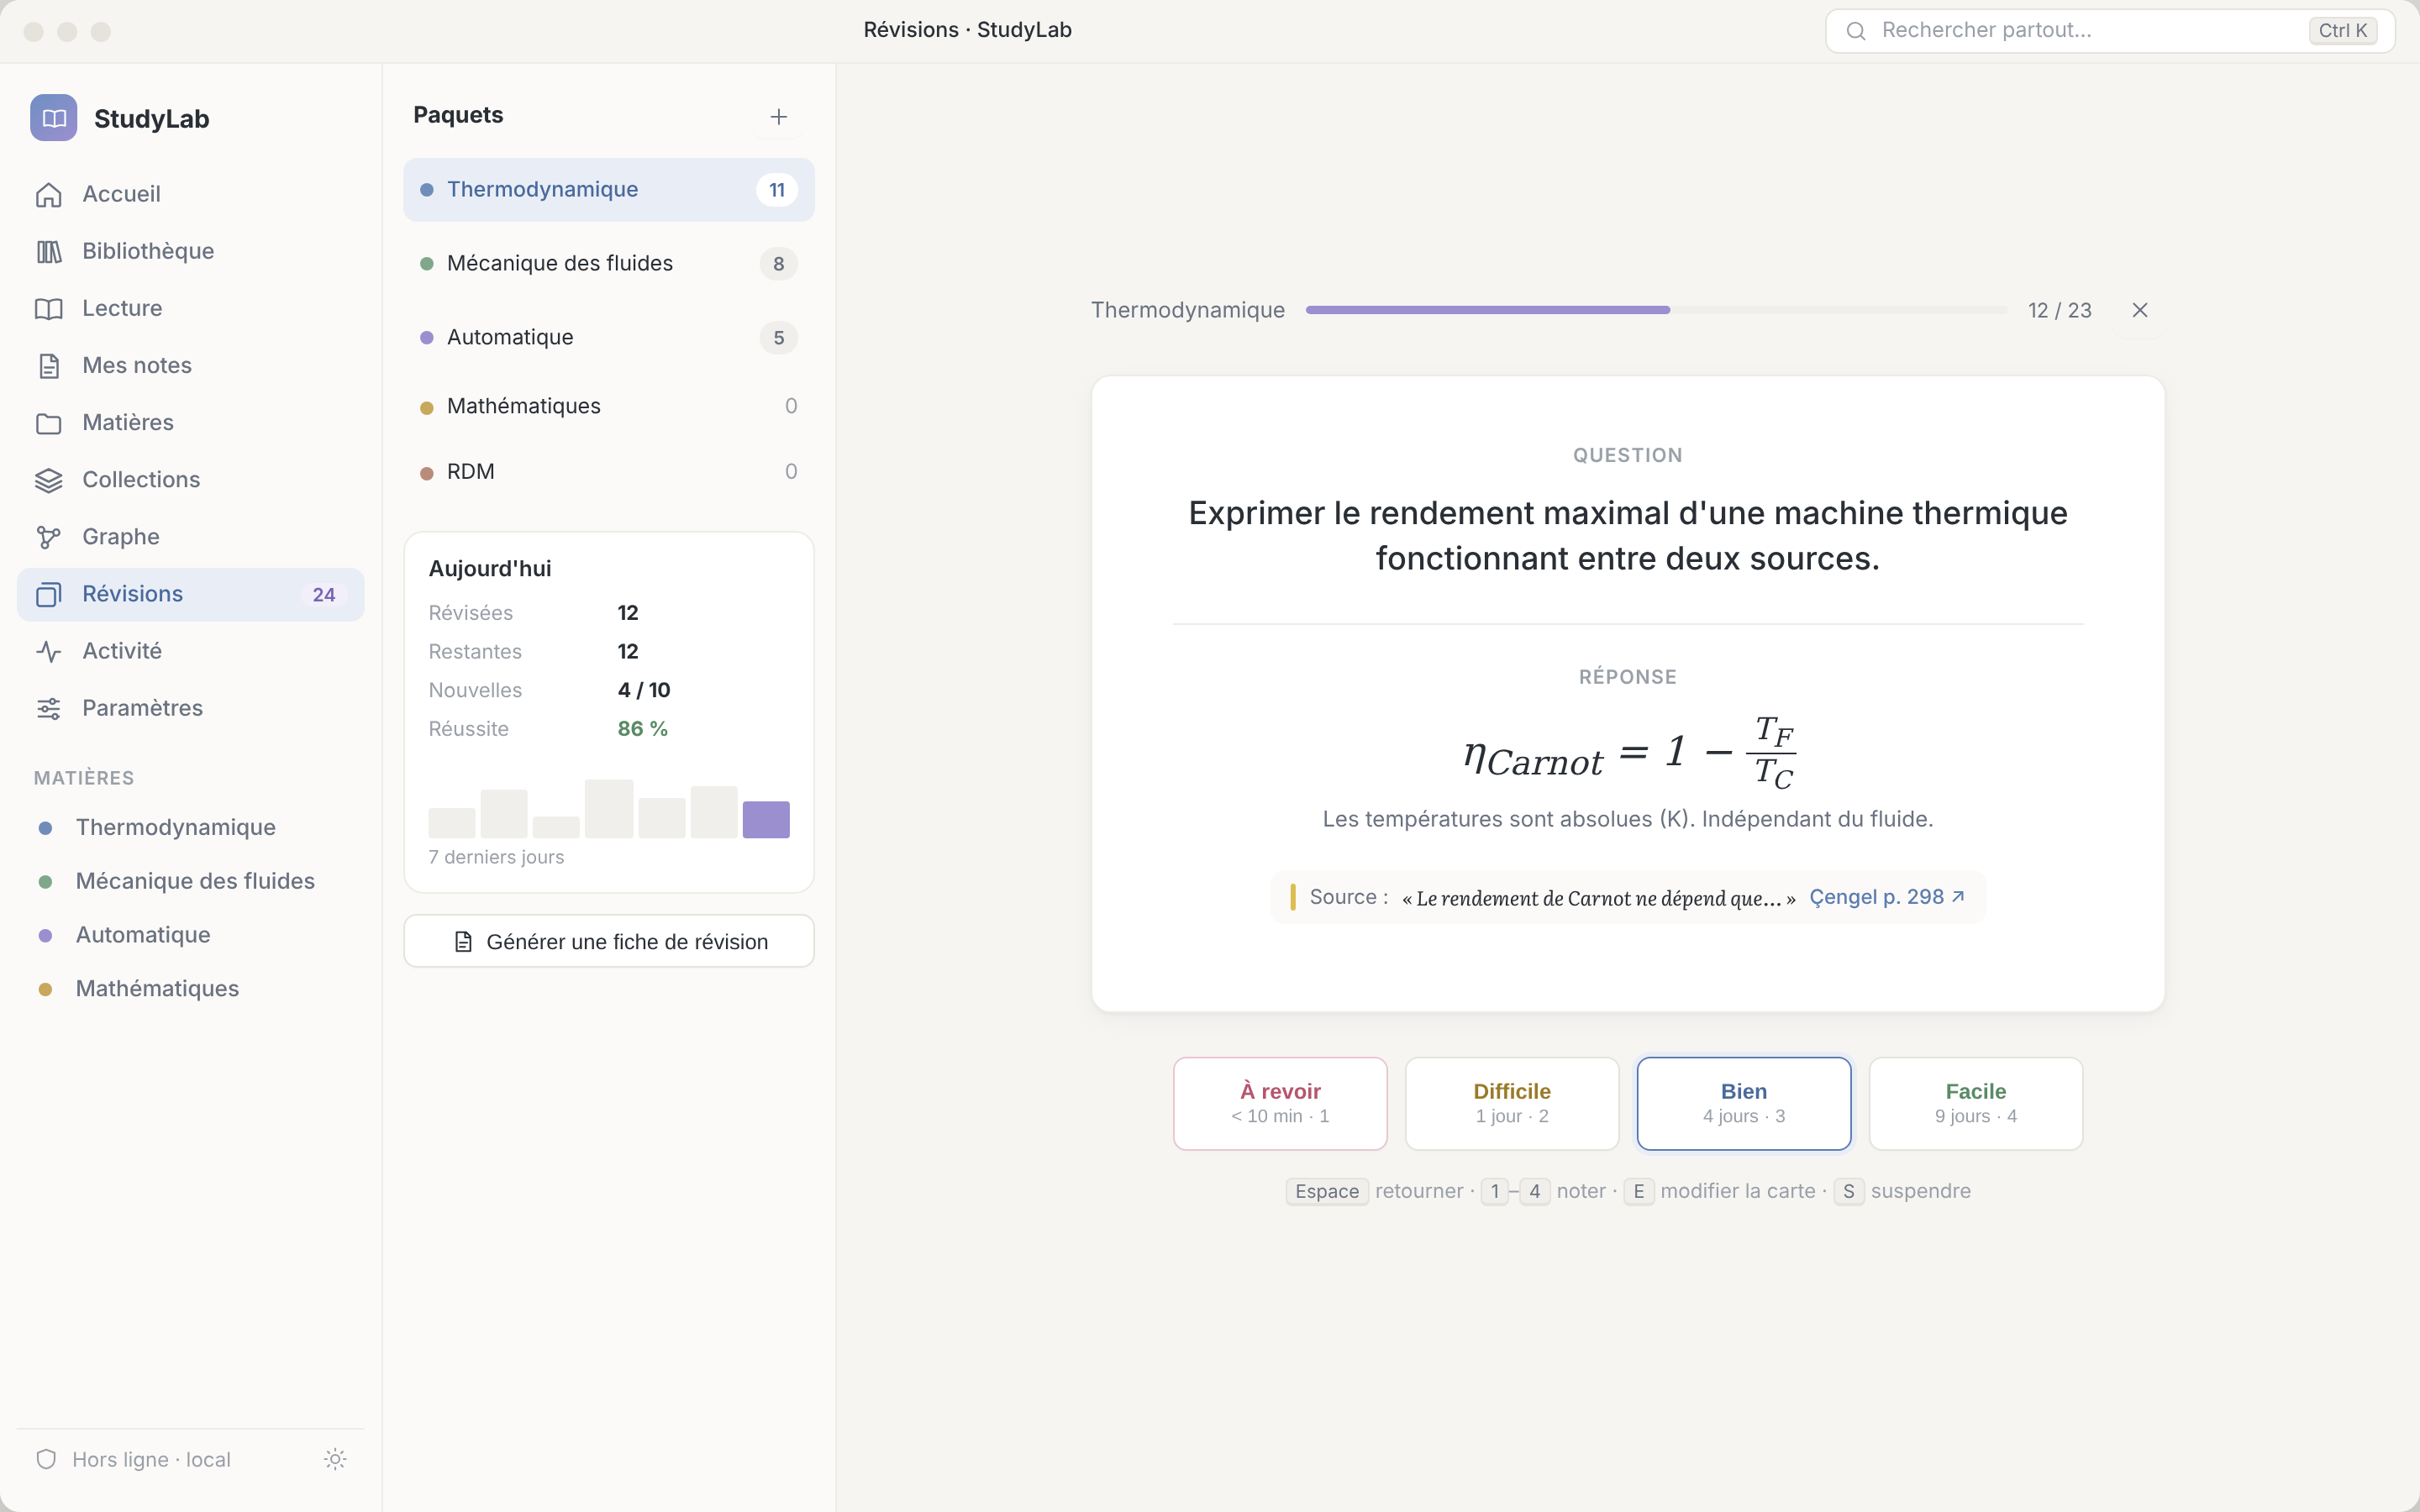 Révisions · StudyLab
Rechercher partout...
Ctrl K
StudyLab
Accueil
Bibliothèque
Lecture
Mes notes
Matières
Collections
Graphe
Révisions 24
Activité
Paramètres
MATIÈRES
Thermodynamique
Mécanique des fluides
Automatique
Mathématiques
Hors ligne · local
Paquets
Thermodynamique 11
Mécanique des fluides 8
Automatique 5
Mathématiques 0
RDM 0
Aujourd'hui
Révisées 12
Restantes 12
Nouvelles 4 / 10
Réussite 86 %
7 derniers jours
Générer une fiche de révision
Thermodynamique 12 / 23
QUESTION
Exprimer le rendement maximal d'une machine thermique
fonctionnant entre deux sources.
RÉPONSE
η_Carnot = 1 − T_F / T_C
Les températures sont absolues (K). Indépendant du fluide.
Source : « Le rendement de Carnot ne dépend que… » Çengel p. 298 ↗
À revoir
< 10 min · 1
Difficile
1 jour · 2
Bien
4 jours · 3
Facile
9 jours · 4
Espace retourner · 1–4 noter · E modifier la carte · S suspendre